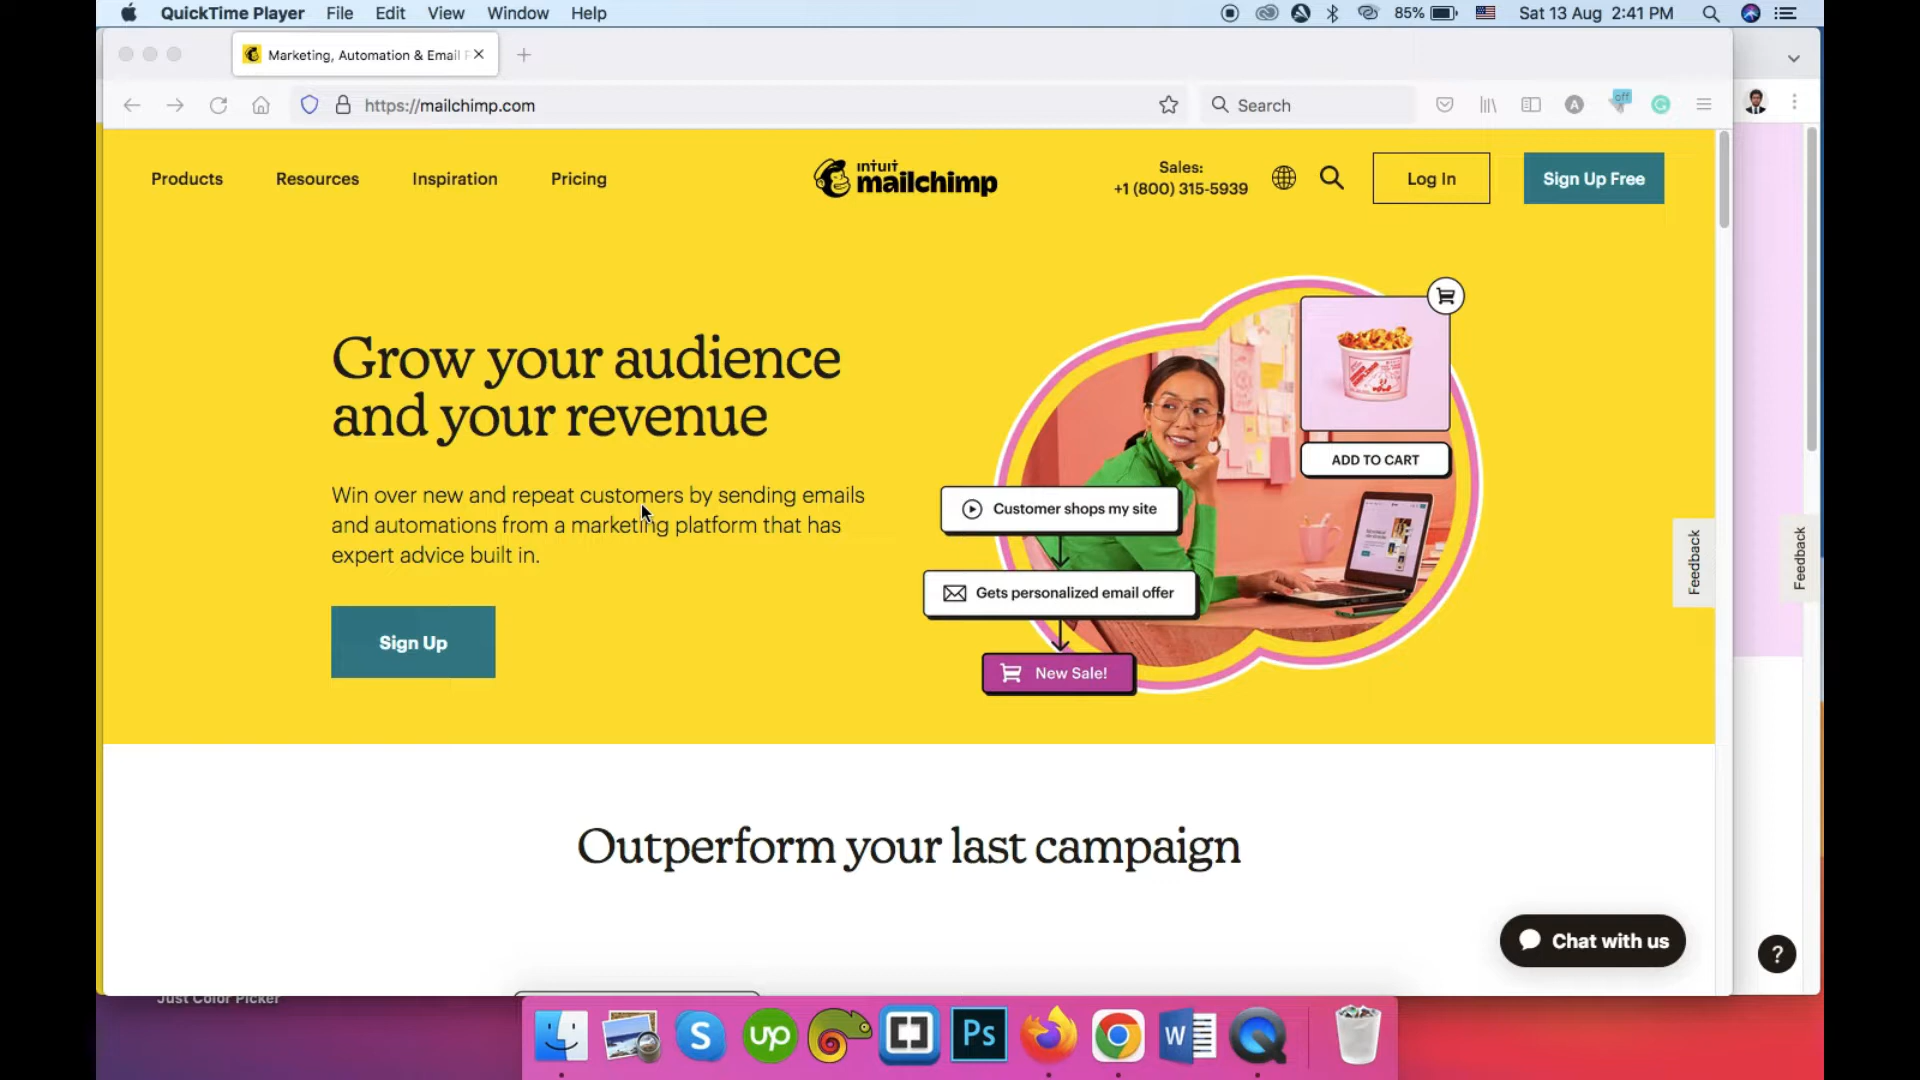 QuickTime Player File Edit View Window Help
85% Sat 13 Aug 2:41 PM
Marketing, Automation & Email
https://mailchimp.com
Search
A
off
Products Resources Inspiration Pricing
INTUIT
mailchimp
Sales:
+1 (800) 315-5939
Log In
Sign Up Free
Grow your audience
and your revenue
Win over new and repeat customers by sending emails
and automations from a marketing platform that has
expert advice built in.
Sign Up
ADD TO CART
Customer shops my site
Gets personalized email offer
New Sale!
Feedback
Feedback
Outperform your last campaign
Chat with us
?
Just Color Picker
S
up
Ps
W